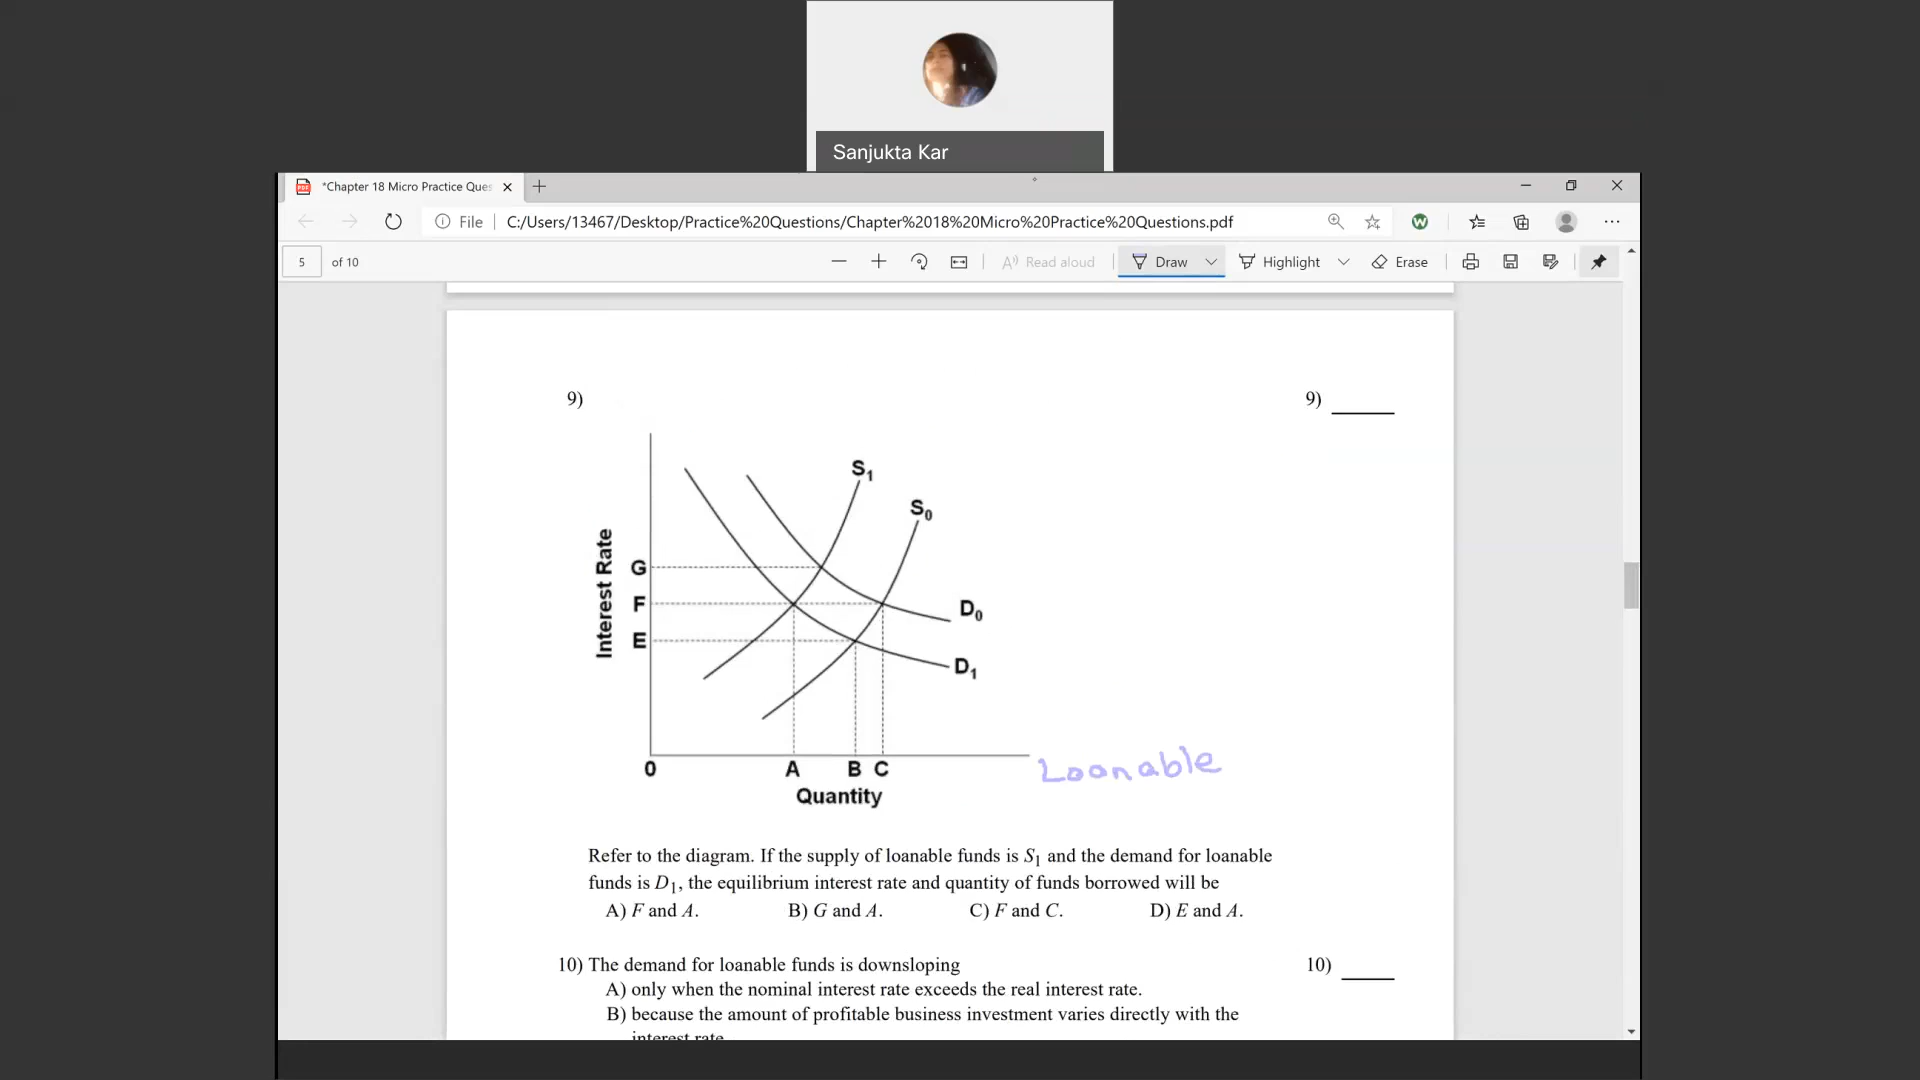 Sanjukta Kar
*Chapter 18 Micro Practice Ques
File C:/Users/13467/Desktop/Practice%20Questions/Chapter%2018%20Micro%20Practice%20Questions.pdf
5 of 10 Read aloud Draw Highlight Erase
9) 9)
S1
S0
Interest Rate
G
F
E
D0
D1
0 A B C
Quantity
Loanable
Refer to the diagram. If the supply of loanable funds is S1 and the demand for loanable
funds is D1, the equilibrium interest rate and quantity of funds borrowed will be
A) F and A. B) G and A. C) F and C. D) E and A.
10) The demand for loanable funds is downsloping 10)
A) only when the nominal interest rate exceeds the real interest rate.
B) because the amount of profitable business investment varies directly with the
interest rate